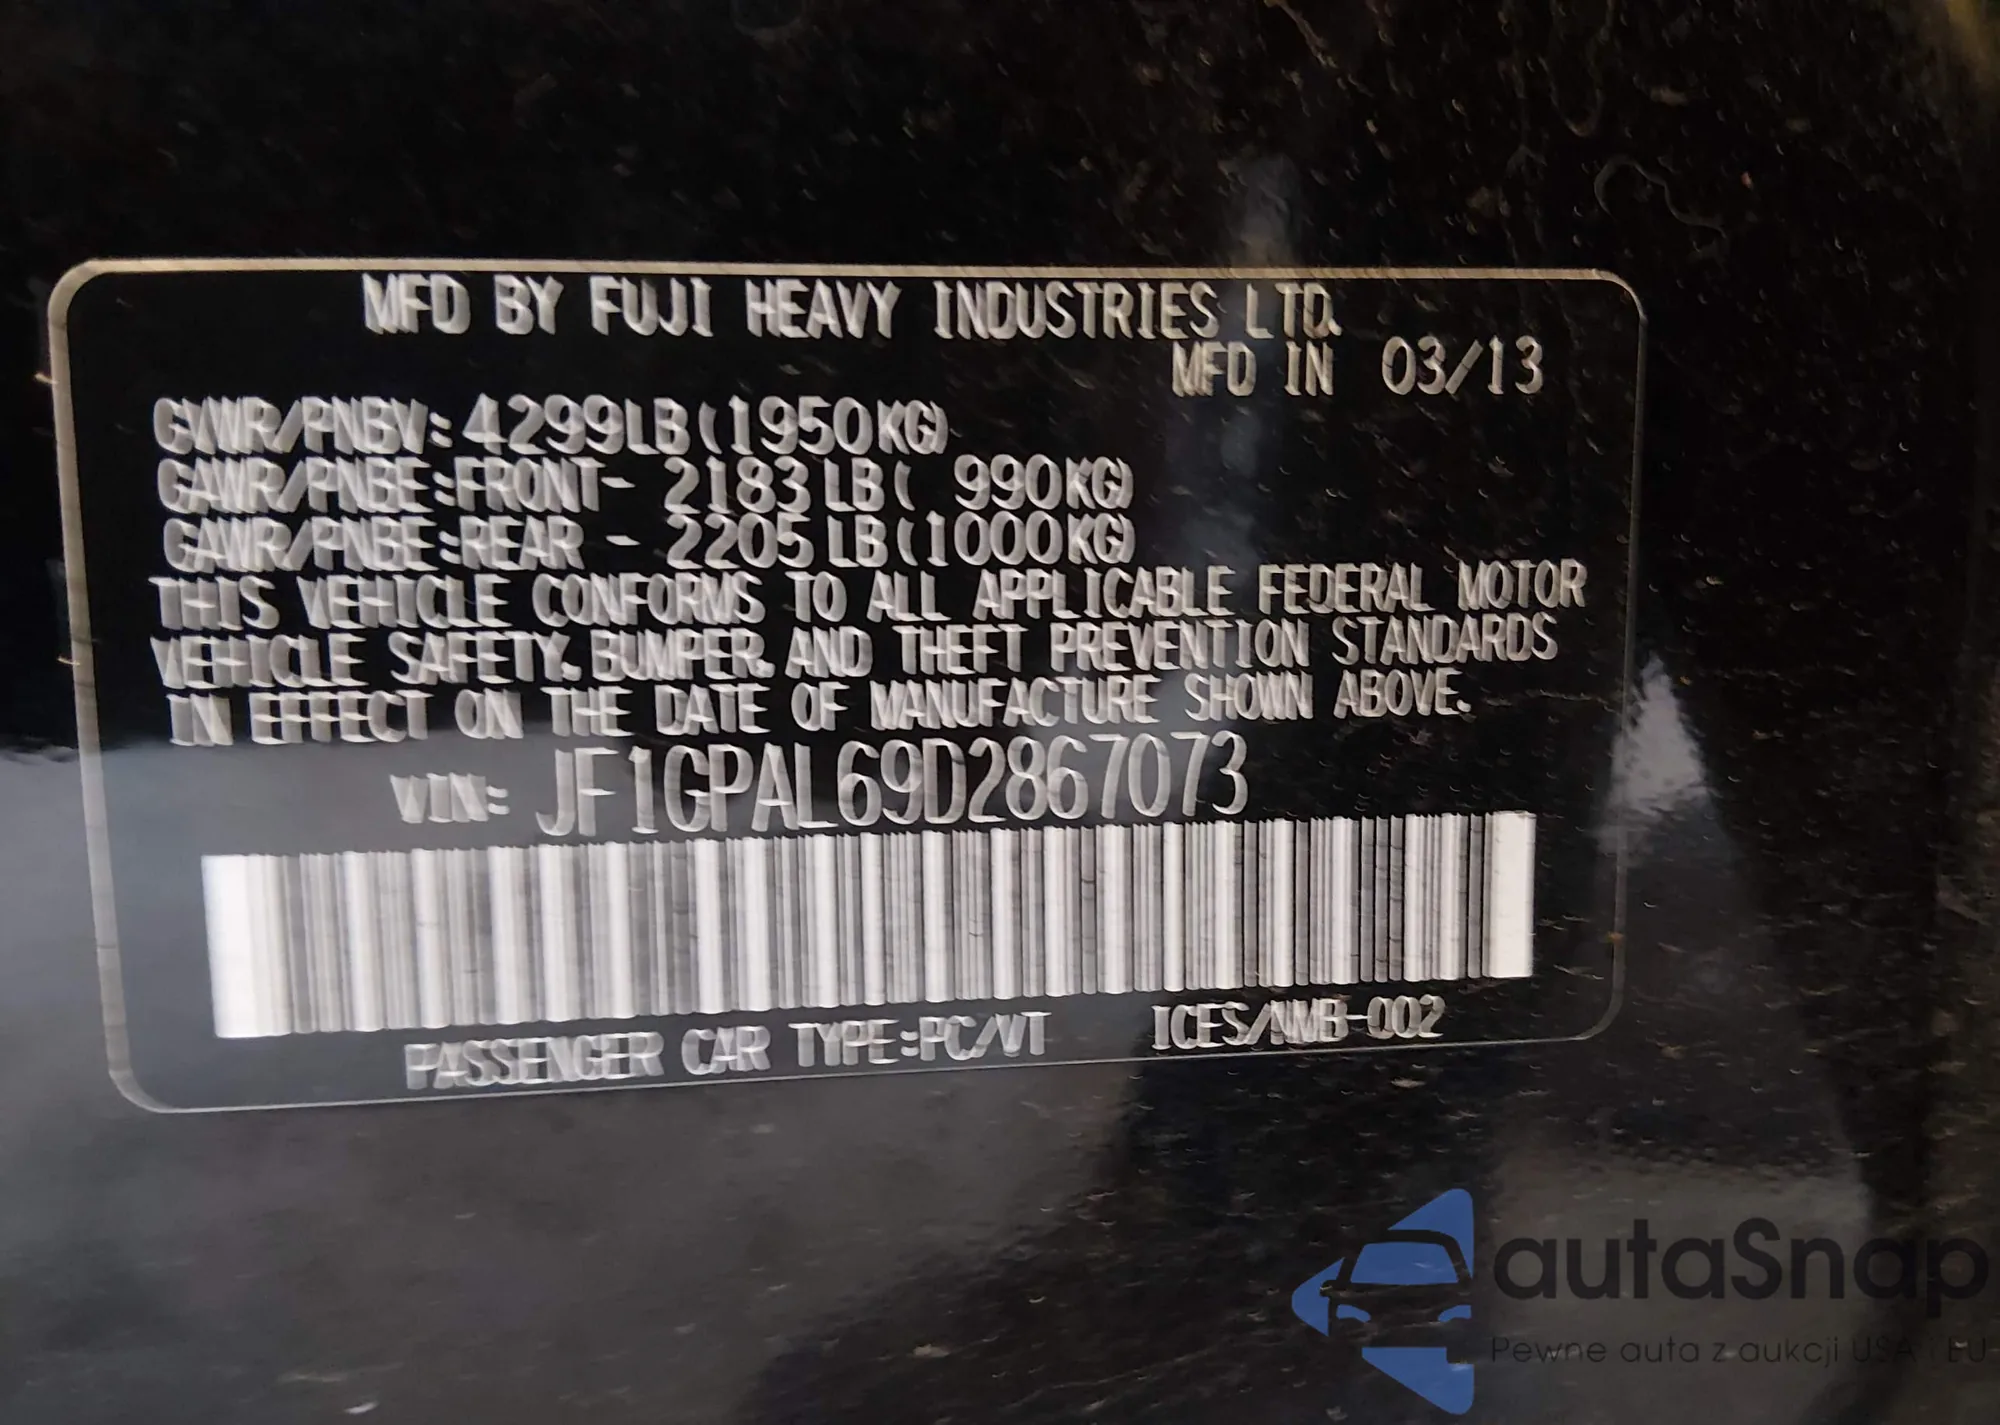 MFD BY FUJI HEAVY INDUSTRIES LTD.
MFD IN 03/13
GVWR/PNBV:4299LB(1950KG)
GAWR/PNBE:FRONT- 2183LB( 990KG)
GAWR/PNBE:REAR - 2205LB(1000KG)
THIS VEHICLE CONFORMS TO ALL APPLICABLE FEDERAL MOTOR
VEHICLE SAFETY, BUMPER, AND THEFT PREVENTION STANDARDS
IN EFFECT ON THE DATE OF MANUFACTURE SHOWN ABOVE.
VIN: JF1GPAL69D2867073
PASSENGER CAR TYPE:PC/VT ICES/NMB-002
autaSnap
Pewne auta z aukcji USA i EU